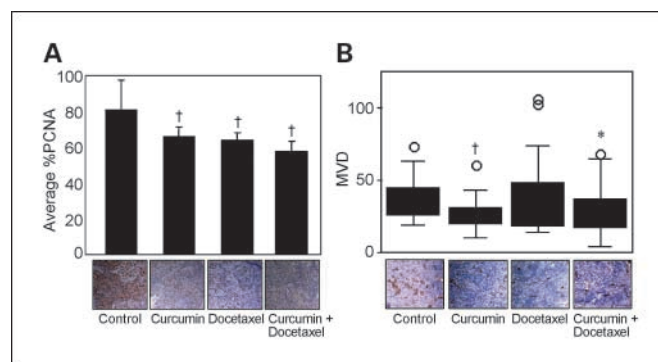 A
B
Average %PCNA
100
80
60
40
20
0
†
†
†
MVD
100
50
0
†
*
Control
Curcumin
Docetaxel
Curcumin +
Docetaxel
Control
Curcumin
Docetaxel
Curcumin +
Docetaxel